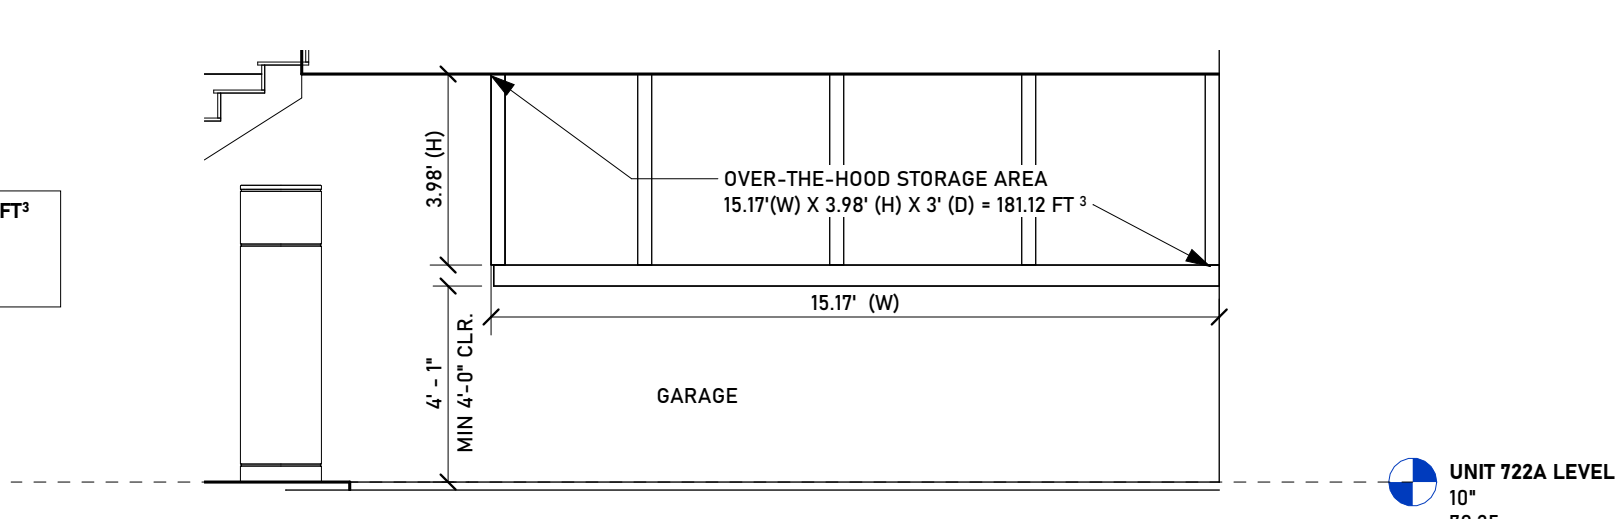 FT³
3.98' (H)
OVER-THE-HOOD STORAGE AREA
15.17'(W) X 3.98' (H) X 3' (D) = 181.12 FT ³
15.17' (W)
4' - 1"
MIN 4'-0" CLR.
GARAGE
UNIT 722A LEVEL
10"